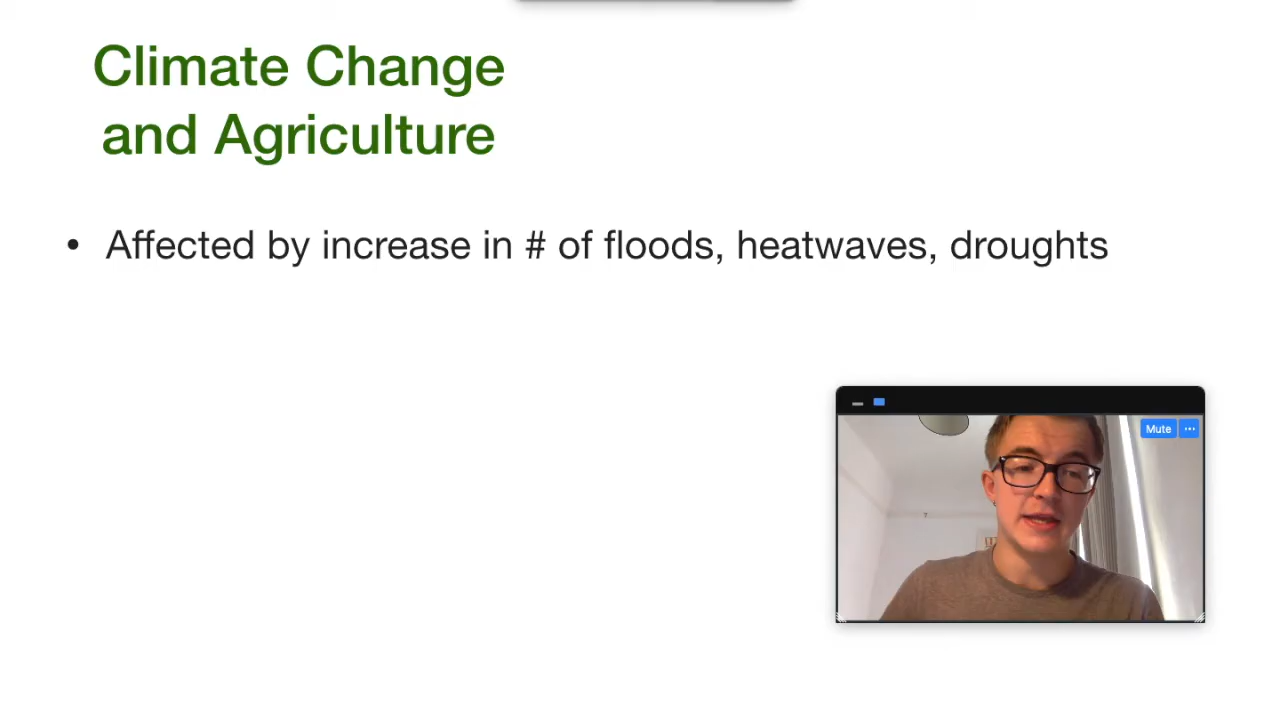 Climate Change
and Agriculture
• Affected by increase in # of floods, heatwaves, droughts
Mute ...